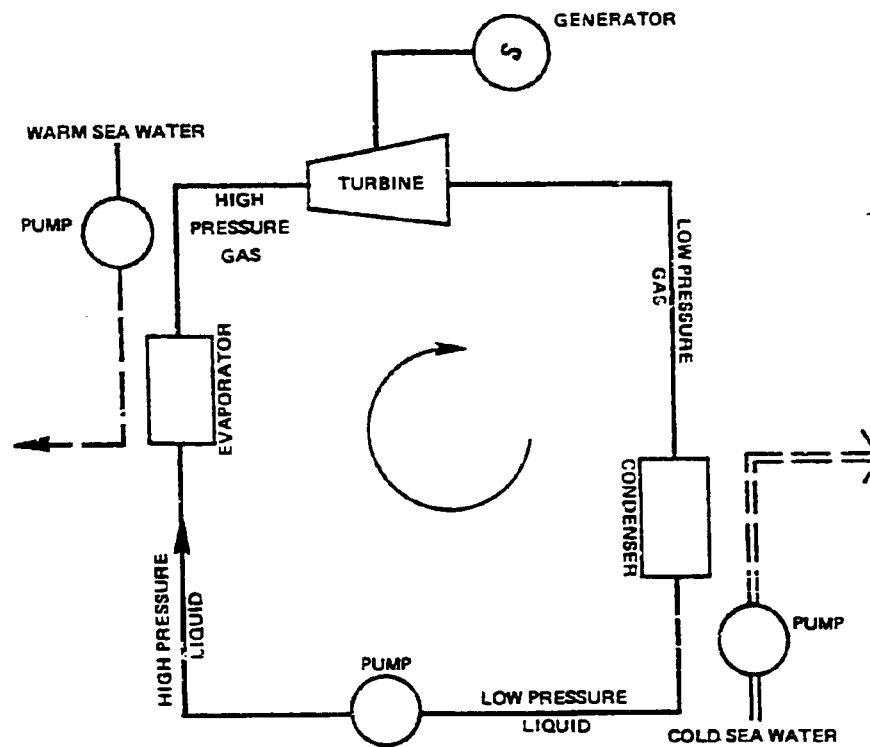 GENERATOR
WARM SEA WATER
TURBINE
HIGH
PRESSURE
GAS
PUMP
LOW PRESSURE
GAS
EVAPORATOR
CONDENSER
HIGH PRESSURE
LIQUID
PUMP
PUMP
LOW PRESSURE
LIQUID
COLD SEA WATER